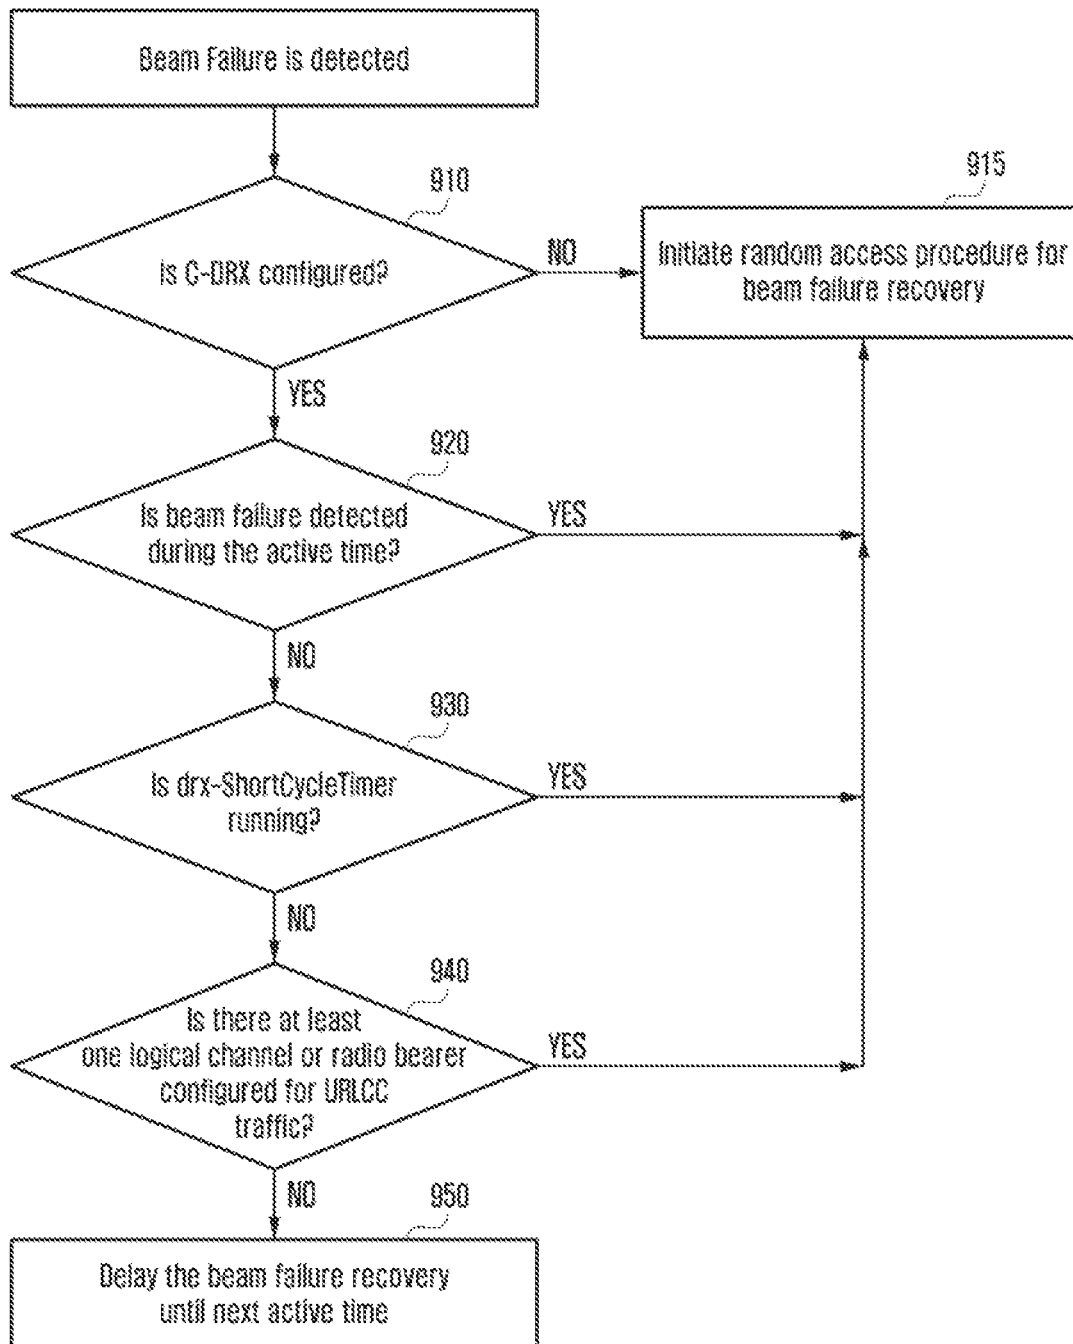 Beam Failure is detected
910
Is C-DRX configured?
NO
915
Initiate random access procedure for
beam failure recovery
YES
920
Is beam failure detected
during the active time?
YES
NO
930
Is drx-ShortCycleTimer
running?
YES
NO
940
Is there at least
one logical channel or radio bearer
configured for URLCC
traffic?
YES
NO
950
Delay the beam failure recovery
until next active time